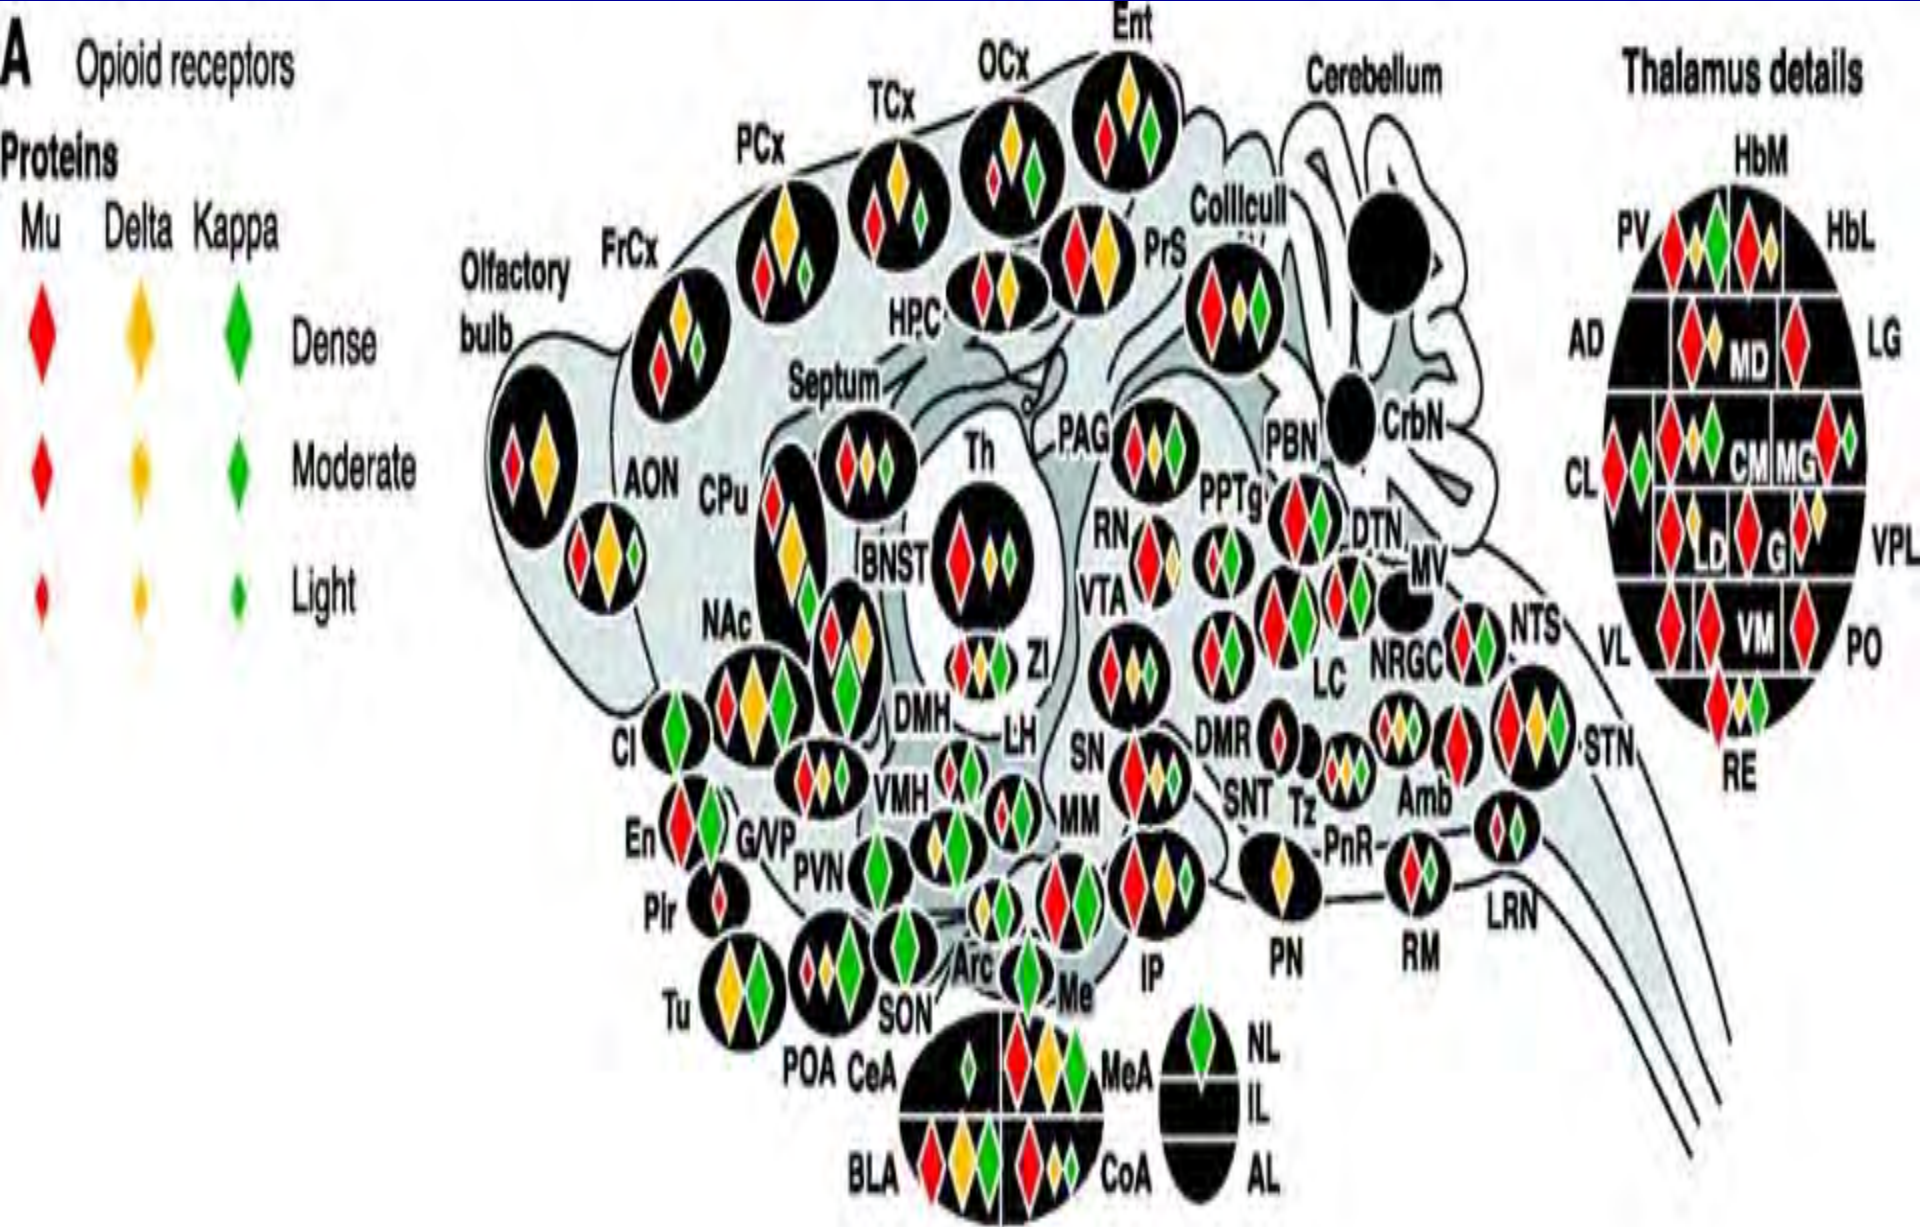 A Opioid receptors
Proteins
Mu Delta Kappa
Dense
Moderate
Light
Olfactory
bulb
FrCx
PCx
TCx
OCx
Ent
Cerebellum
Thalamus details
Colliculi
PrS
HPC
Septum
AON
CPu
Th
PAG
PBN
CrbN
PPTg
DTN
RN
BNST
MV
VTA
NAc
ZI
NTS
LC
NRGC
DMH
LH
Cl
SN
DMR
STN
VMH
MM
SNT
Tz
Amb
En
G/VP
PVN
PnR
Pir
LRN
Arc
IP
PN
RM
Tu
SON
Me
POA
CeA
MeA
NL
IL
BLA
CoA
AL
HbM
PV
HbL
AD
MD
LG
CL
CM
MG
LD
G
VPL
VL
VM
PO
RE